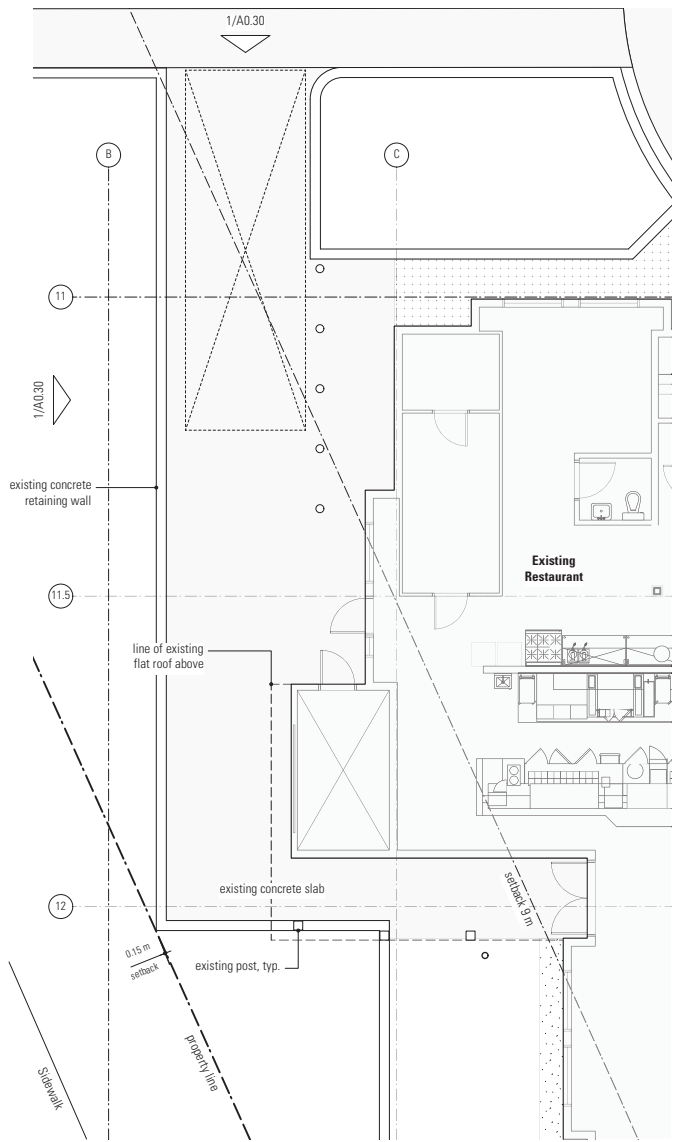 1/A0.30
B
C
11
1/A0.30
existing concrete
retaining wall
Existing
Restaurant
11.5
line of existing
flat roof above
setback 9 m
existing concrete slab
12
0.15 m
setback
existing post, typ.
property line
Sidewalk